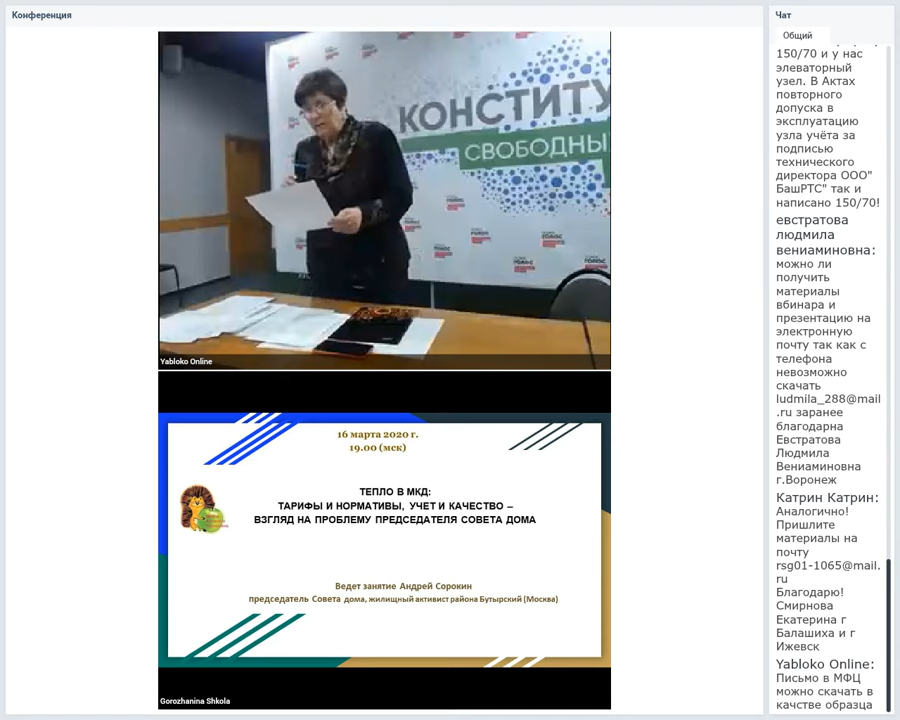 Конференция
КОНСТИТУ
СВОБОДНЫ
Yablokо Online
16 марта 2020 г.
19.00 (мск)
ТЕПЛО В МКД:
ТАРИФЫ И НОРМАТИВЫ, УЧЕТ И КАЧЕСТВО –
ВЗГЛЯД НА ПРОБЛЕМУ ПРЕДСЕДАТЕЛЯ СОВЕТА ДОМА
Ведет занятие Андрей Сорокин
председатель Совета дома, жилищный активист района Бутырский (Москва)
Gorozhanina Shkola
Чат
Общий
150/70 и у нас
элеваторный
узел. В Актах
повторного
допуска в
эксплуатацию
узла учёта за
подписью
технического
директора ООО"
БашРТС" так и
написано 150/70!
евстратова
людмила
вениаминовна:
можно ли
получить
материалы
вбинара и
презентацию на
электронную
почту так как с
телефона
невозможно
скачать
ludmila_288@mail
.ru заранее
благодарна
Евстратова
Людмила
Вениаминовна
г.Воронеж
Катрин Катрин:
Аналогично!
Пришлите
материалы на
почту
rsg01-1065@mail.
ru
Благодарю!
Смирнова
Екатерина г
Балашиха и г
Ижевск
Yabloko Online:
Письмо в МФЦ
можно скачать в
качстве образца